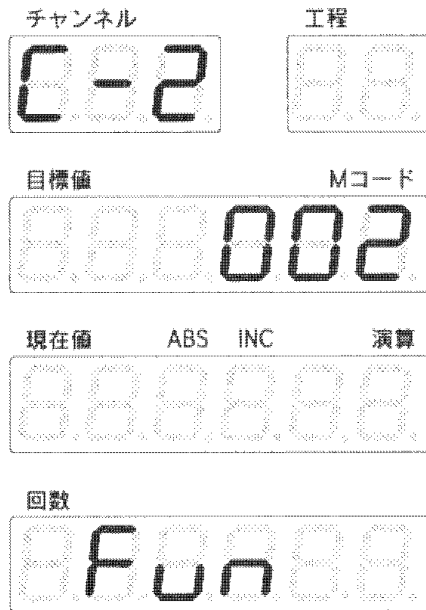 チャンネル 工程
C-2
目標値 Mコード
002
現在値 ABS INC 演算
回数
Fun